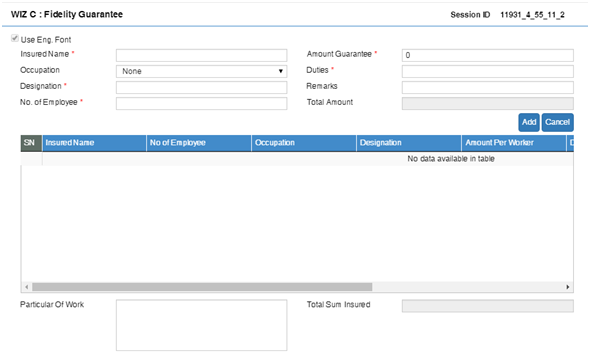 WIZ C : Fidelity Guarantee Session ID 11931_4_55_11_2
Use Eng. Font
Insured Name * Amount Guarantee * 0
Occupation None Duties *
Designation * Remarks
No. of Employee * Total Amount
Add Cancel
SN Insured Name No of Employee Occupation Designation Amount Per Worker D
No data available in table
Particular Of Work Total Sum Insured